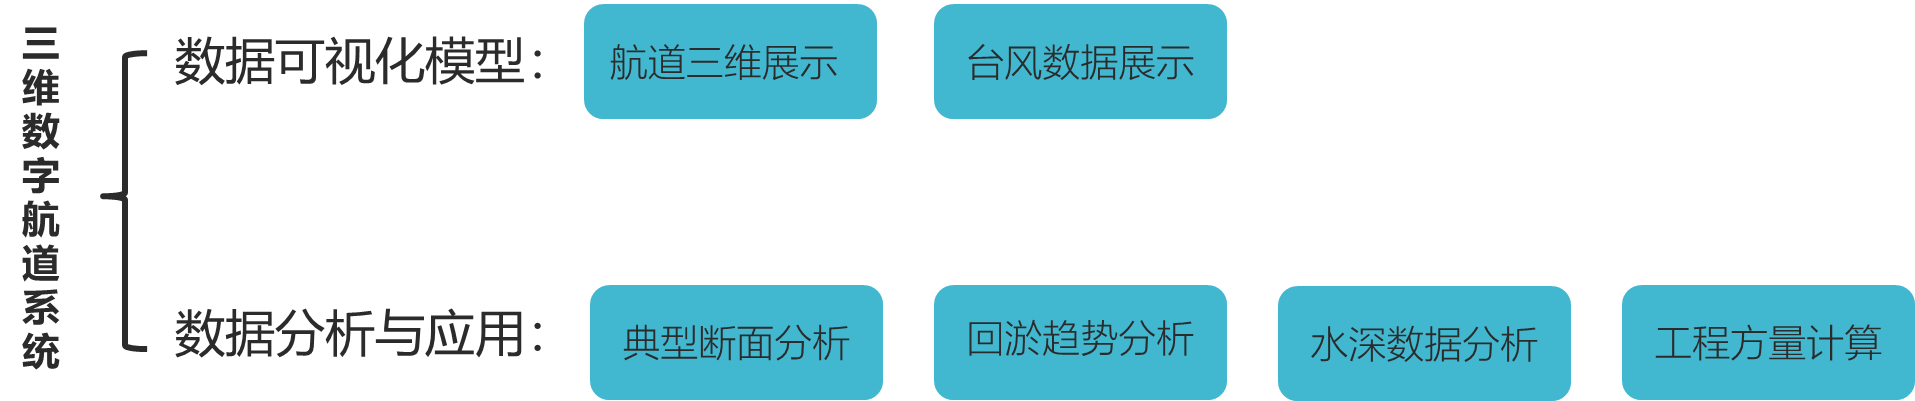 三维数字航道系统
数据可视化模型：
航道三维展示
台风数据展示
数据分析与应用：
典型断面分析
回淤趋势分析
水深数据分析
工程方量计算